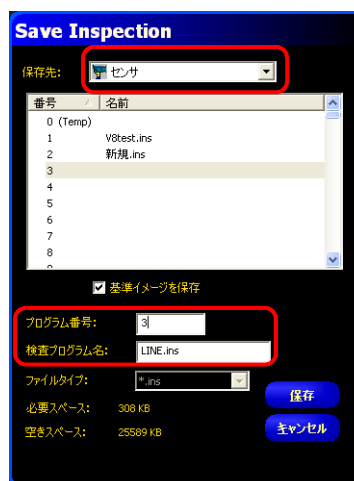 Save Inspection
保存先: センサ
番号 名前
0 (Temp)
1 V8test.ins
2 新規.ins
3
4
5
6
7
8
基準イメージを保存
プログラム番号: 3
検査プログラム名: LINE.ins
ファイルタイプ: *.ins
保存
必要スペース: 308 KB
空きスペース: 25589 KB
キャンセル